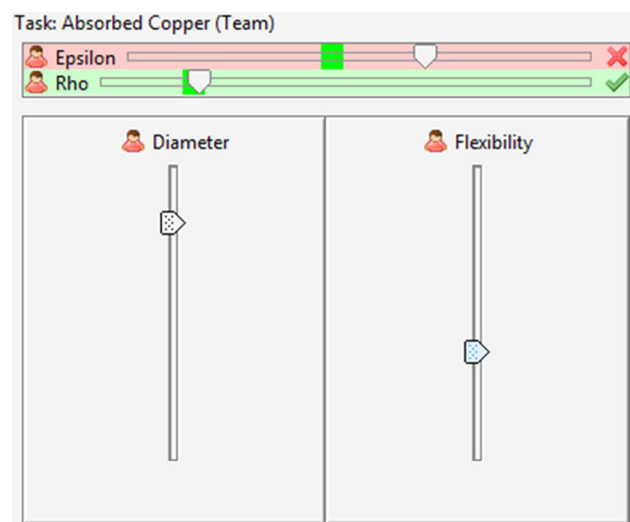 Task: Absorbed Copper (Team)
Epsilon
Rho
Diameter
Flexibility